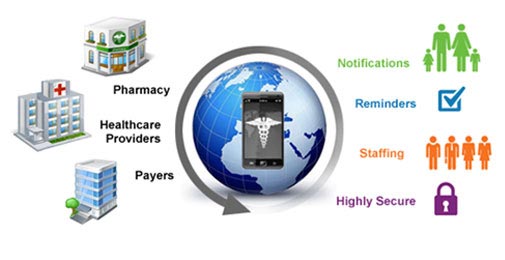 Pharmacy
Healthcare
Providers
Payers
Notifications
Reminders
Staffing
Highly Secure